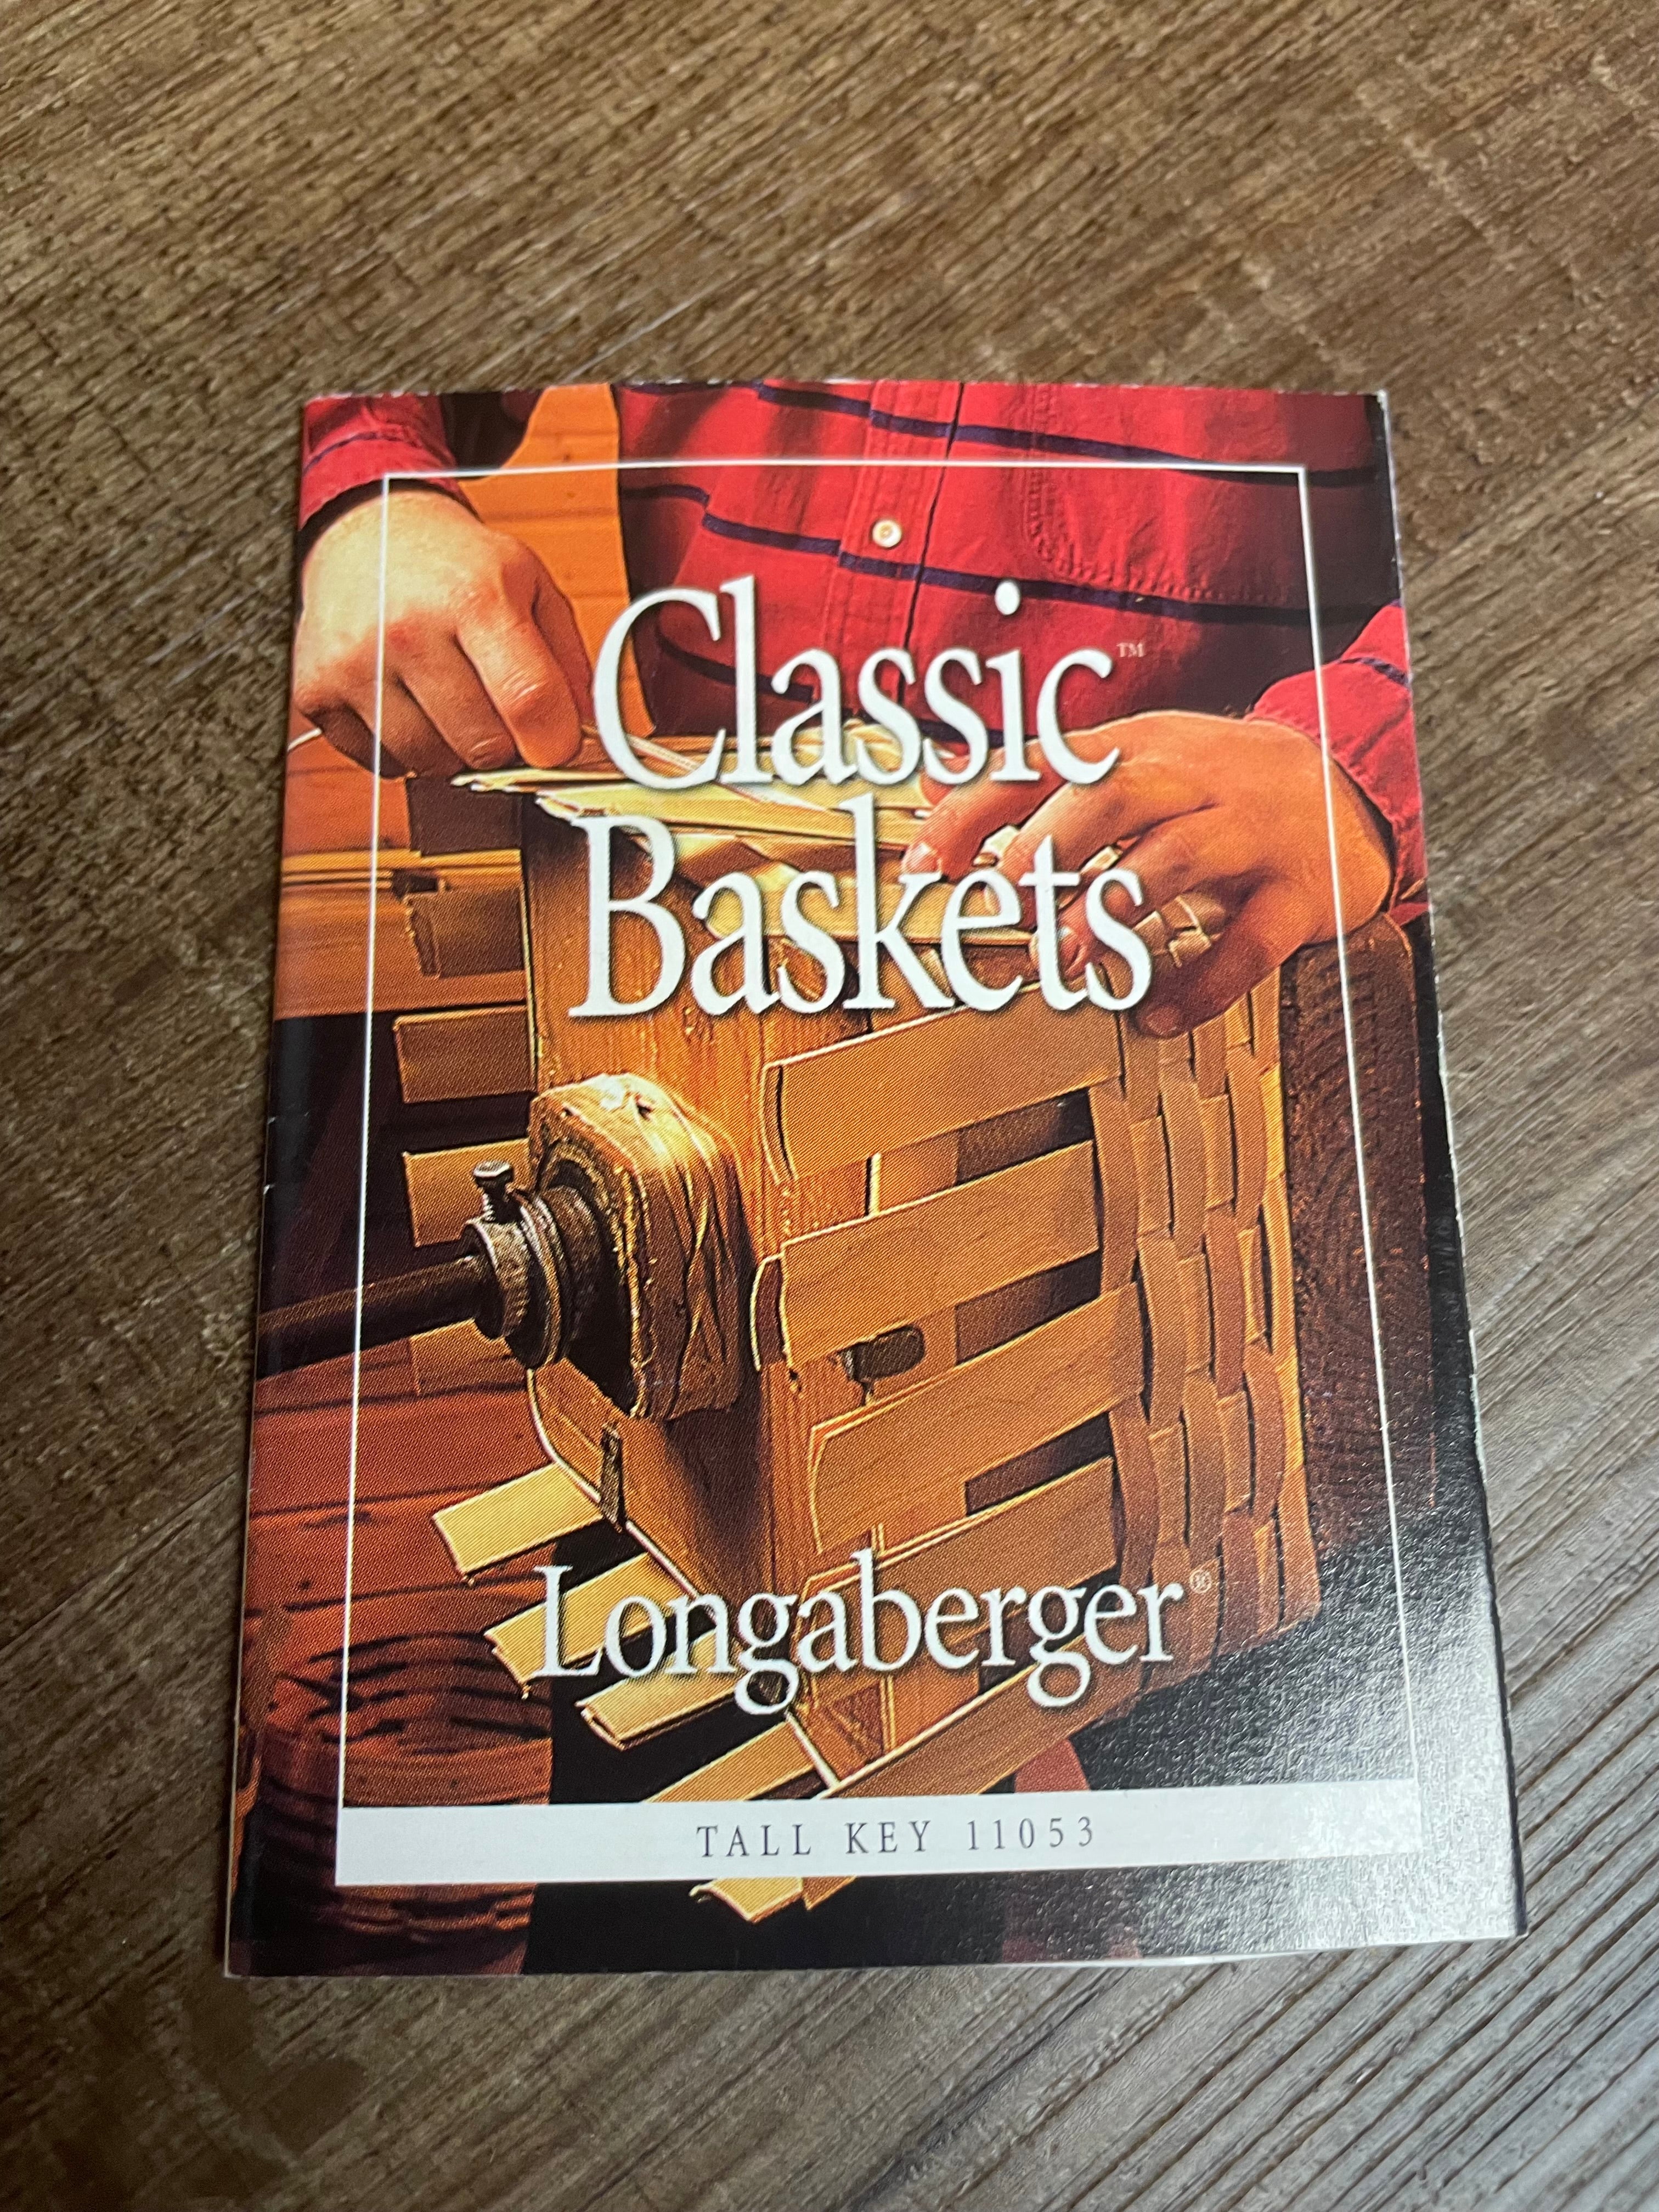 Classic™
Baskets
Longaberger®
TALL KEY 11053